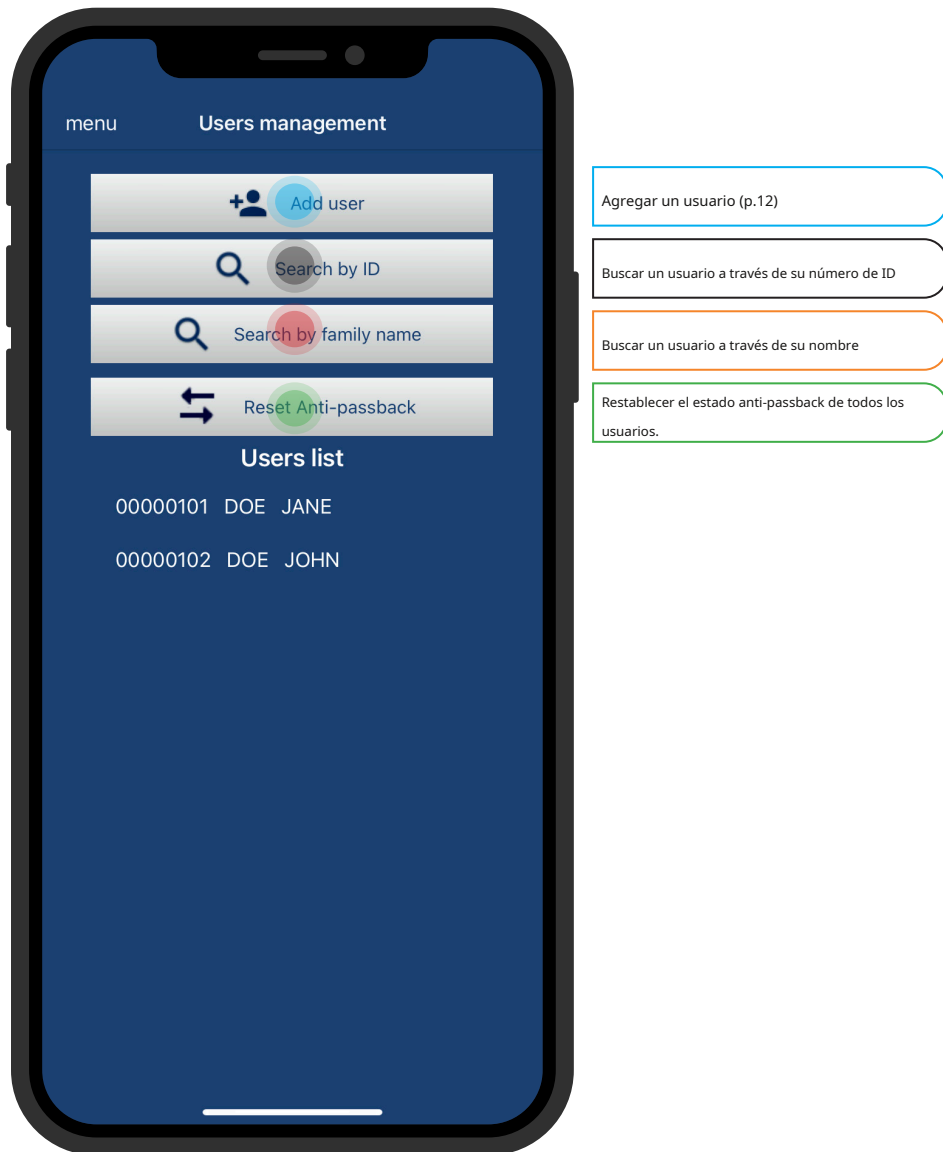 menu
Users management
Add user
Search by ID
Search by family name
Reset Anti-passback
Users list
00000101 DOE JANE
00000102 DOE JOHN
Agregar un usuario (p.12)
Buscar un usuario a través de su número de ID
Buscar un usuario a través de su nombre
Restablecer el estado anti-passback de todos los
usuarios.